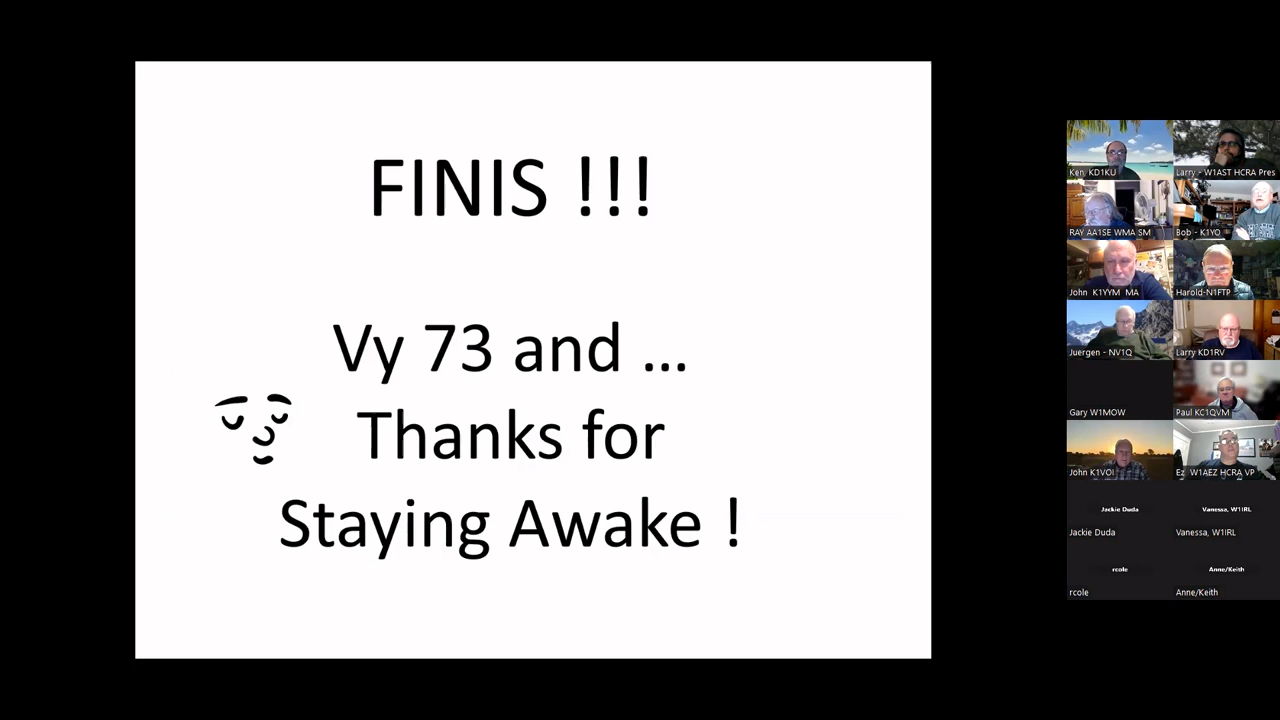 FINIS !!!
Vy 73 and ...
Thanks for
Staying Awake !
Ken, KD1KU
Larry - W1AST HCRA Pres
RAY AA1SE WMA SM
Bob - K1YO
John K1YYM MA
Harold-N1FTP
Juergen - NV1Q
Larry KD1RV
Gary W1MOW
Paul KC1QVM
John K1VOI
Ez W1AEZ HCRA VP
Jackie Duda
Vanessa, W1IRL
Jackie Duda
Vanessa, W1IRL
rcole
Anne/Keith
rcole
Anne/Keith